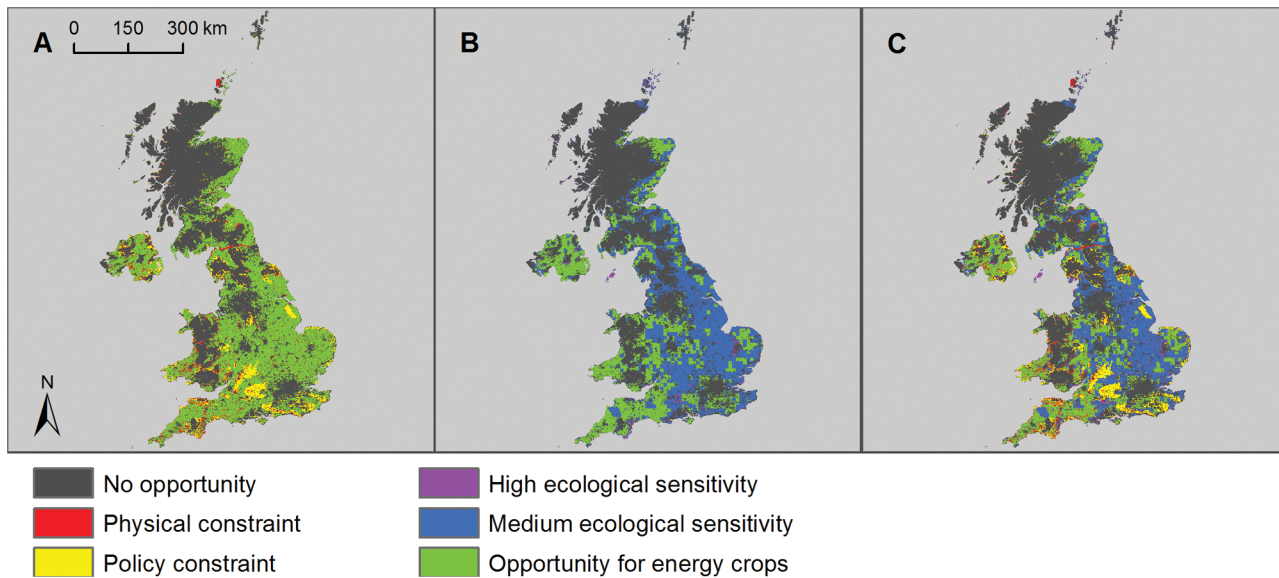 A
0 150 300 km
B
C
N
No opportunity
High ecological sensitivity
Physical constraint
Medium ecological sensitivity
Policy constraint
Opportunity for energy crops